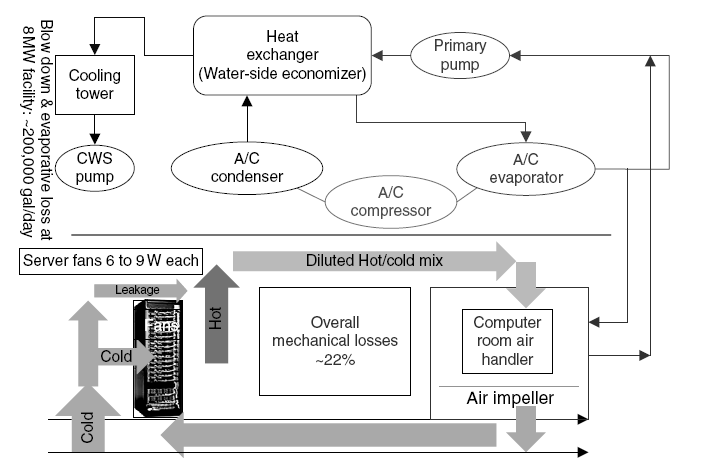 Blow down & evaporative loss at
8MW facility: ~200,000 gal/day
Heat
exchanger
(Water-side economizer)
Primary
pump
Cooling
tower
CWS
pump
A/C
condenser
A/C
compressor
A/C
evaporator
Server fans 6 to 9 W each
Diluted Hot/cold mix
Leakage
Hot
Cold
Cold
Overall
mechanical losses
~22%
Computer
room air
handler
Air impeller